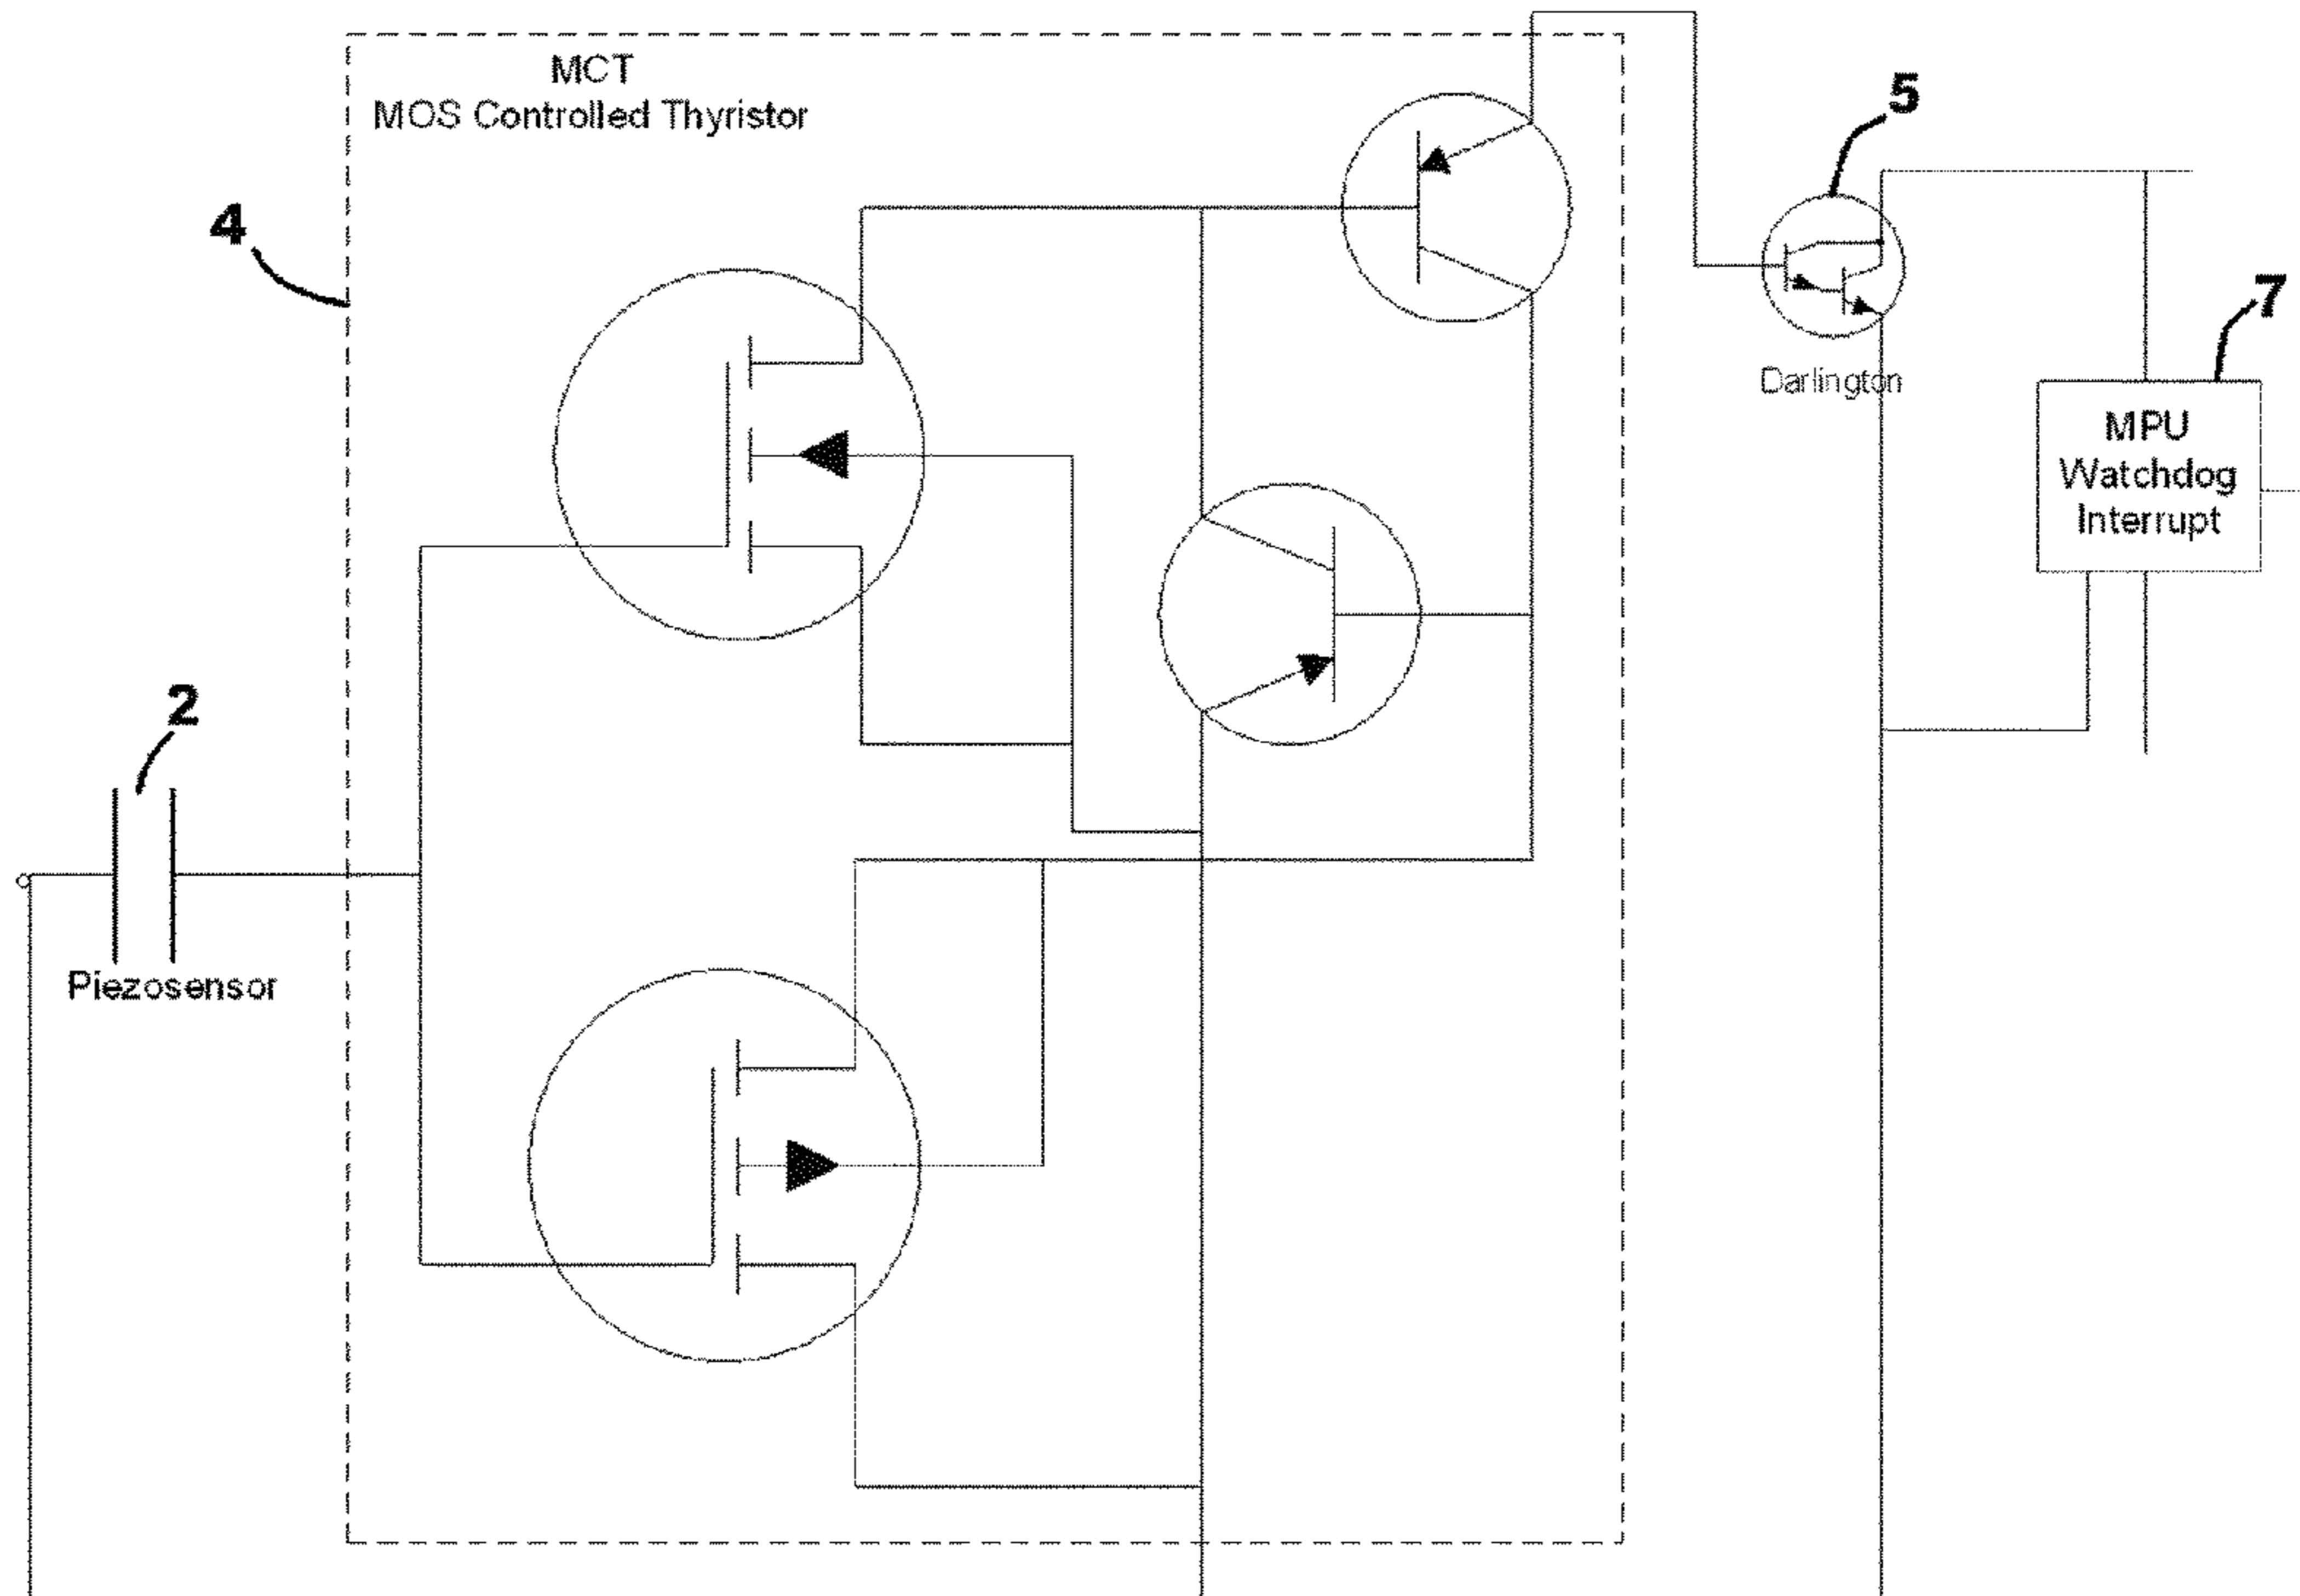 MCT
MOS Controlled Thyristor
5
4
7
Darlington
MPU
Watchdog
Interrupt
2
Piezosensor